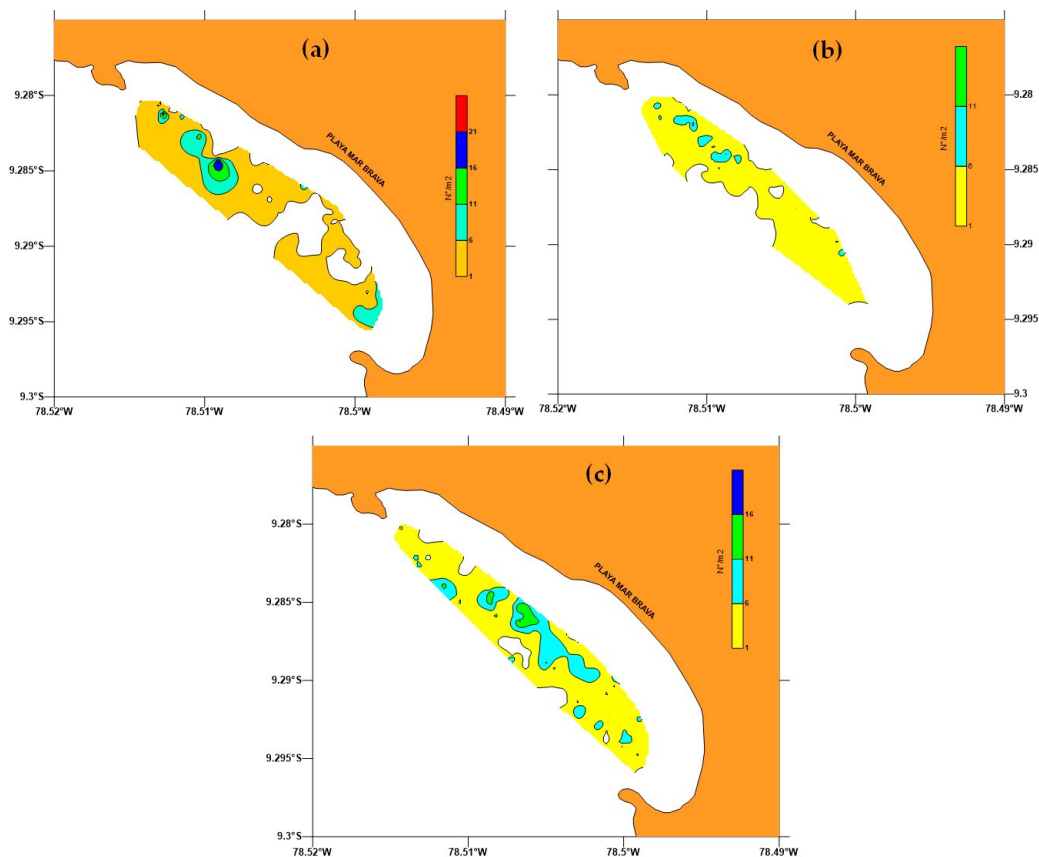 (a)
9.28°S
9.285°S
9.29°S
9.295°S
9.3°S
78.52°W
78.51°W
78.5°W
78.49°W
PLAYA MAR BRAVA
N°/m2
21
16
11
6
1
(b)
9.28
9.285
9.29
9.295
9.3
78.52°W
78.51°W
78.5°W
78.49°W
PLAYA MAR BRAVA
N°/m2
11
6
1
(c)
9.28°S
9.285°S
9.29°S
9.295°S
9.3°S
78.52°W
78.51°W
78.5°W
78.49°W
PLAYA MAR BRAVA
N°/m2
16
11
6
1